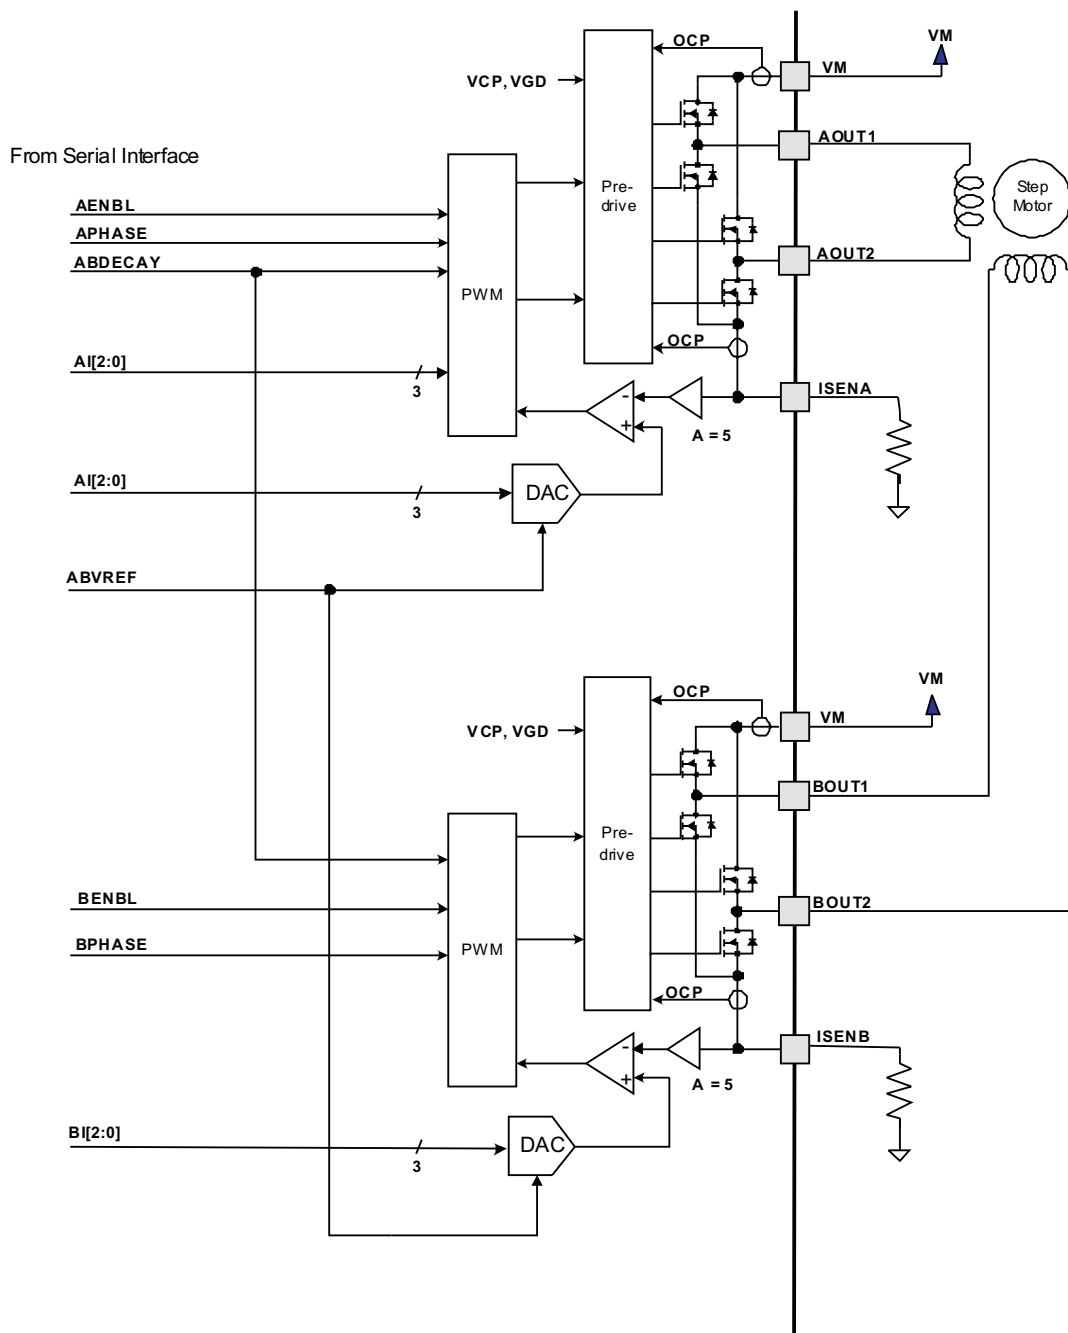 OCP
VM
VM
VCP, VGD
AOUT1
From Serial Interface
Pre-
drive
Step
Motor
AENBL
APHASE
ABDECAY
AOUT2
PWM
OCP
AI[2:0]
3
ISENA
-
+
A = 5
AI[2:0]
3
DAC
ABVREF
VM
OCP
VM
VCP, VGD
BOUT1
Pre-
drive
BENBL
BOUT2
BPHASE
PWM
OCP
ISENB
-
+
A = 5
BI[2:0]
3
DAC